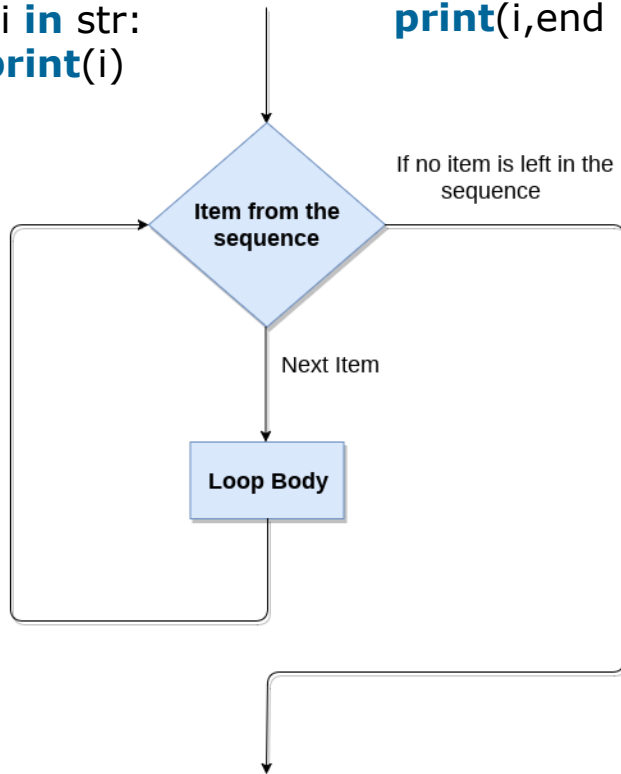 i in str:
print(i)
print(i,end
If no item is left in the
sequence
Item from the
sequence
Next Item
Loop Body